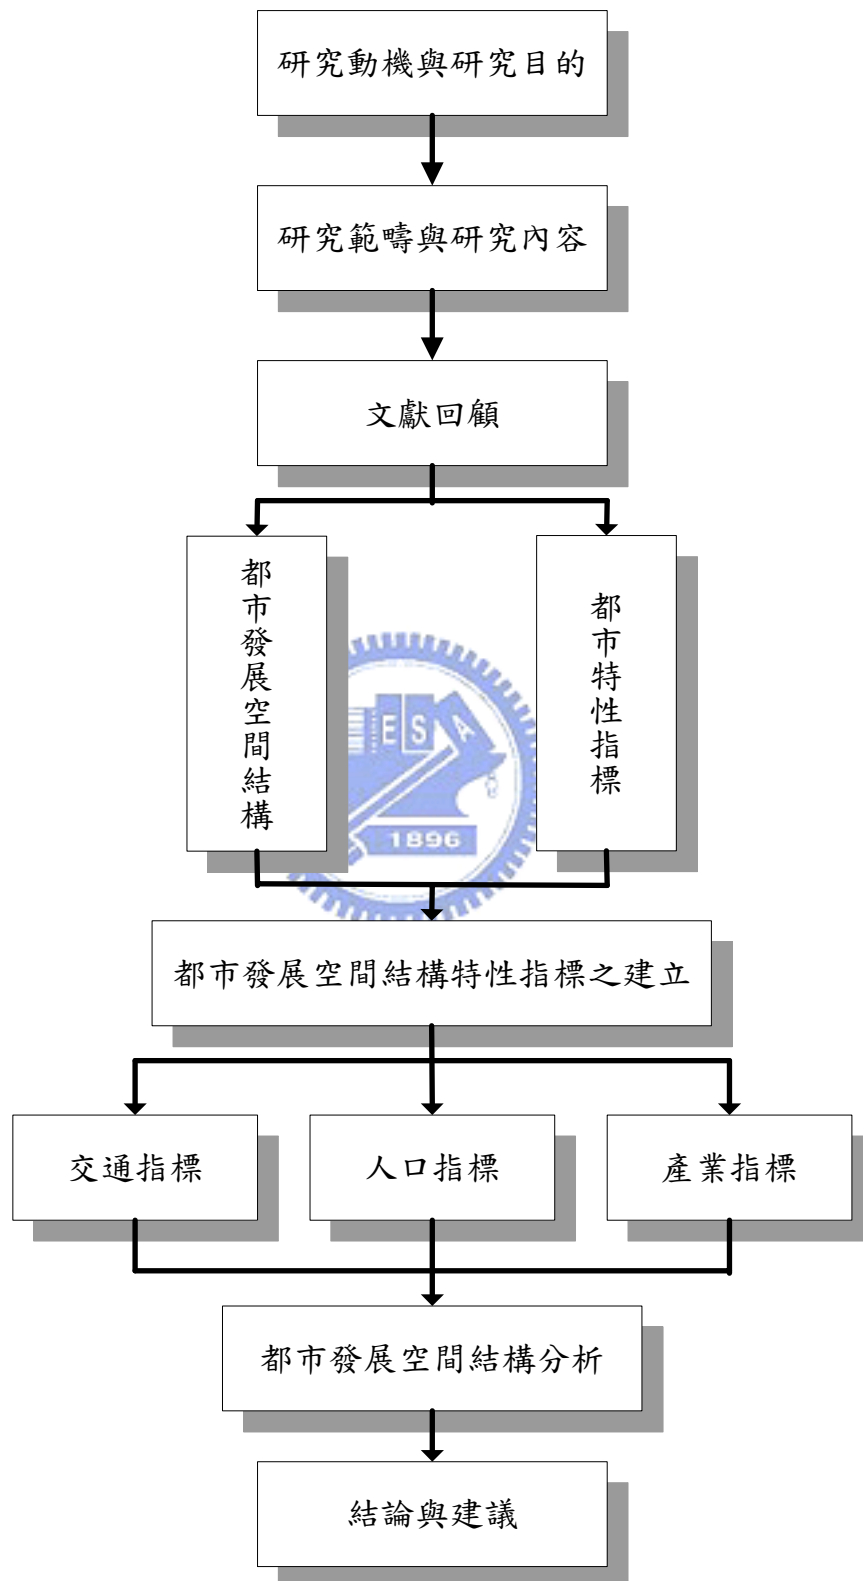 研究動機與研究目的
研究範疇與研究內容
文獻回顧
都市發展空間結構
都市特性指標
ESA
1896
都市發展空間結構特性指標之建立
交通指標
人口指標
產業指標
都市發展空間結構分析
結論與建議